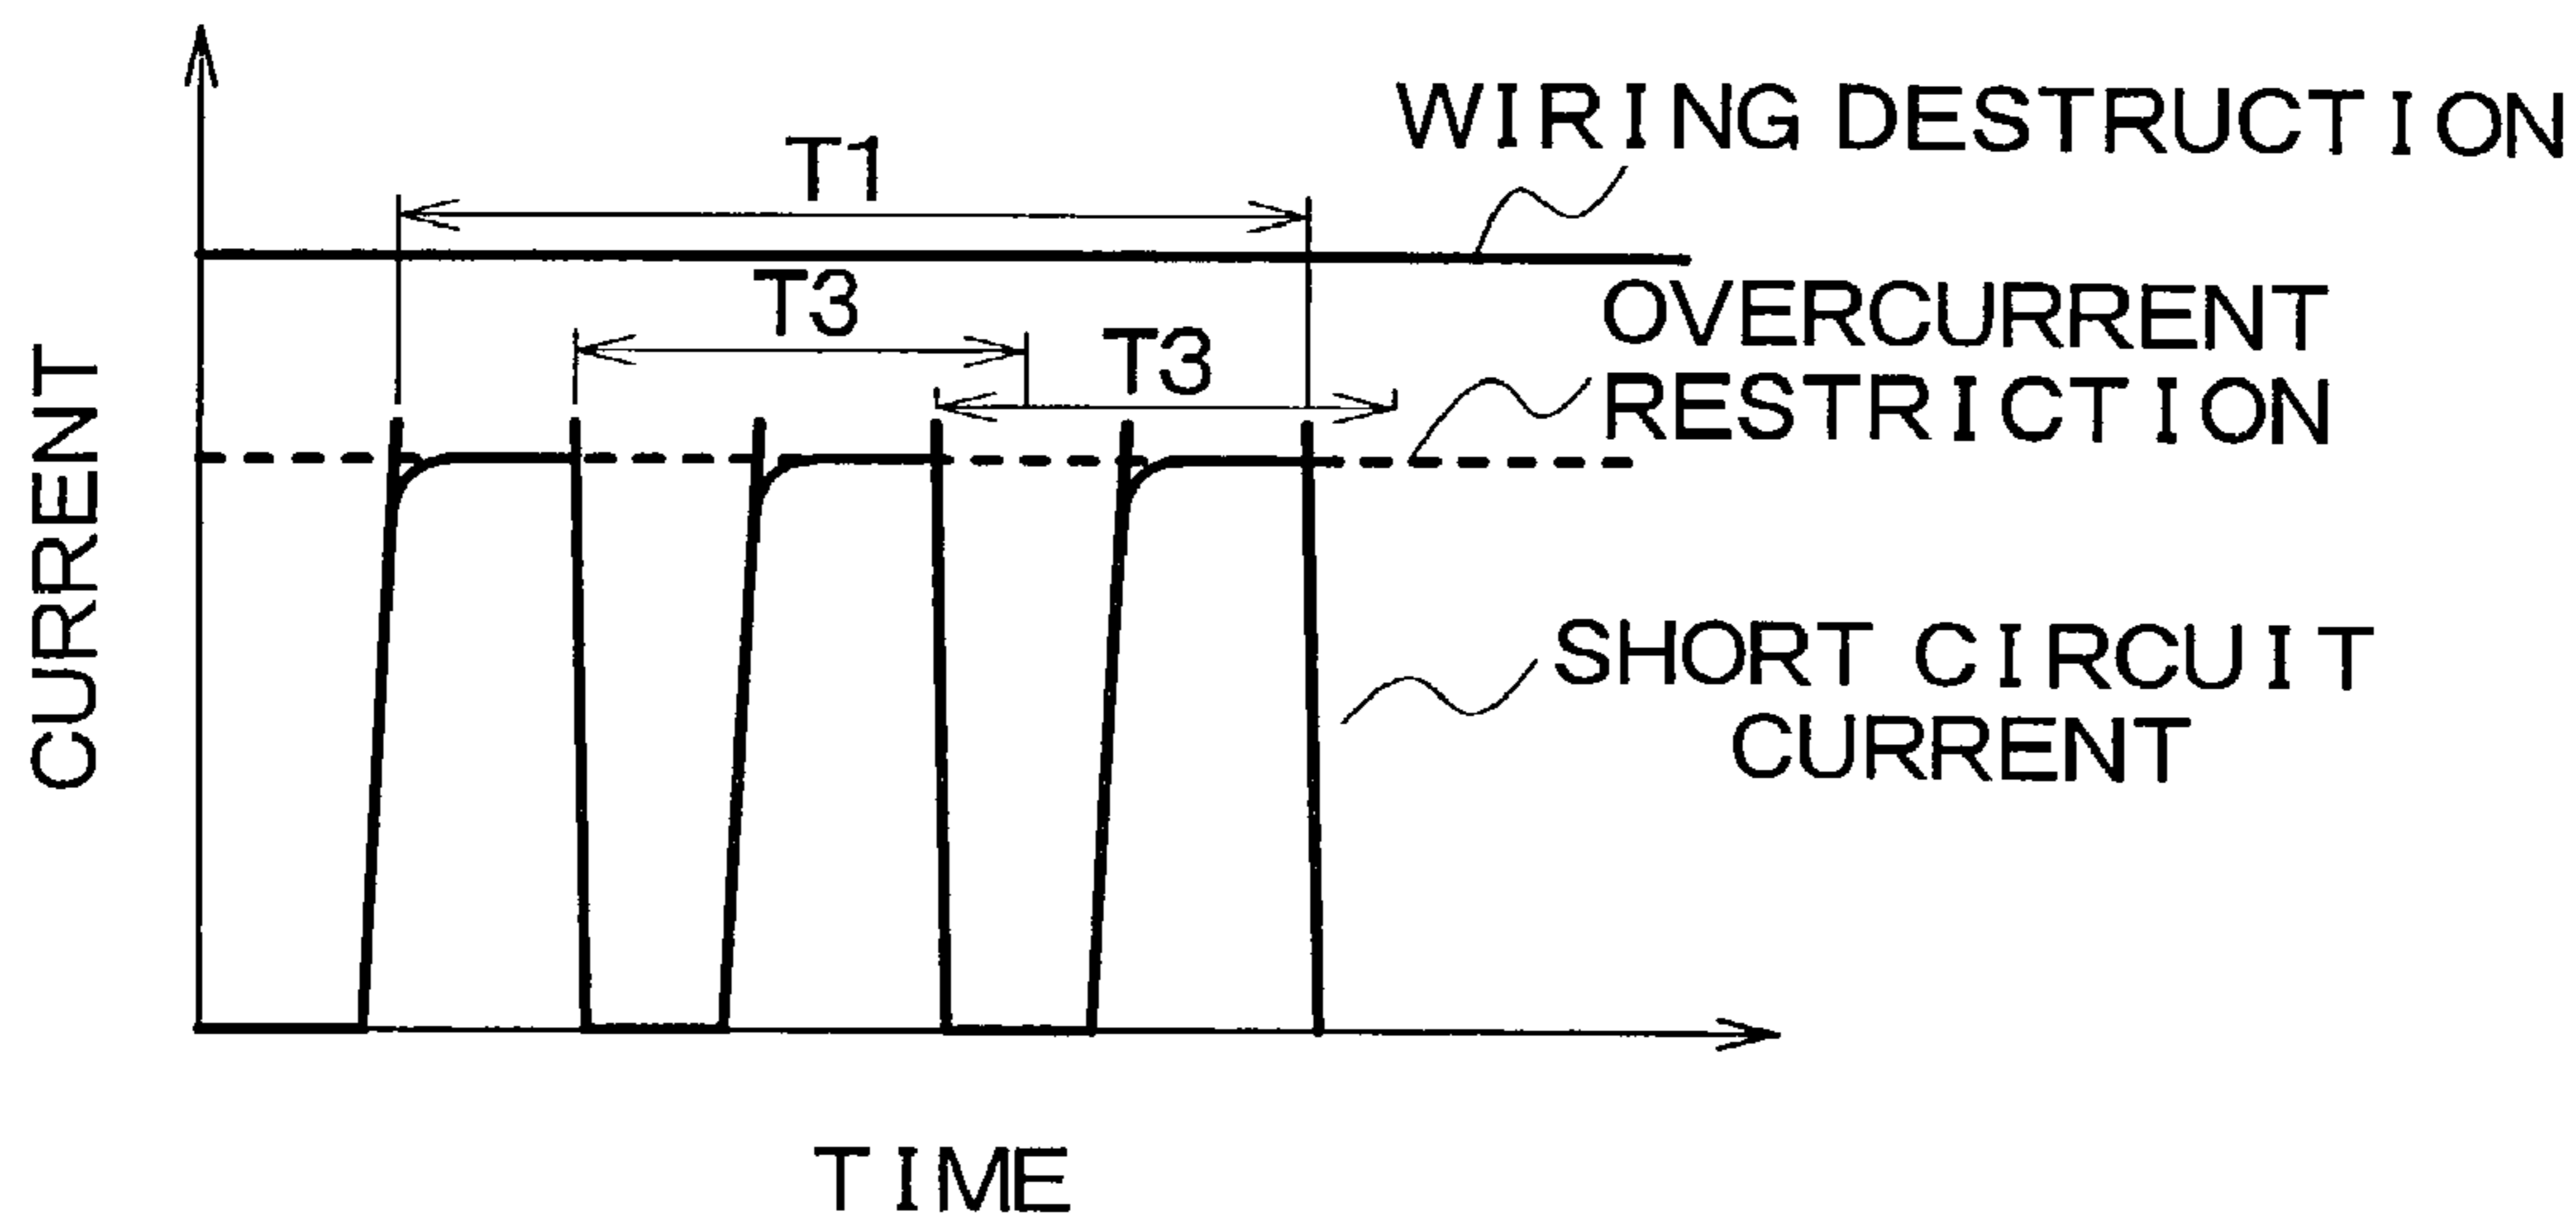 WIRING DESTRUCTION
T1
T3
OVERCURRENT
RESTRICTION
T3
CURRENT
SHORT CIRCUIT
CURRENT
TIME